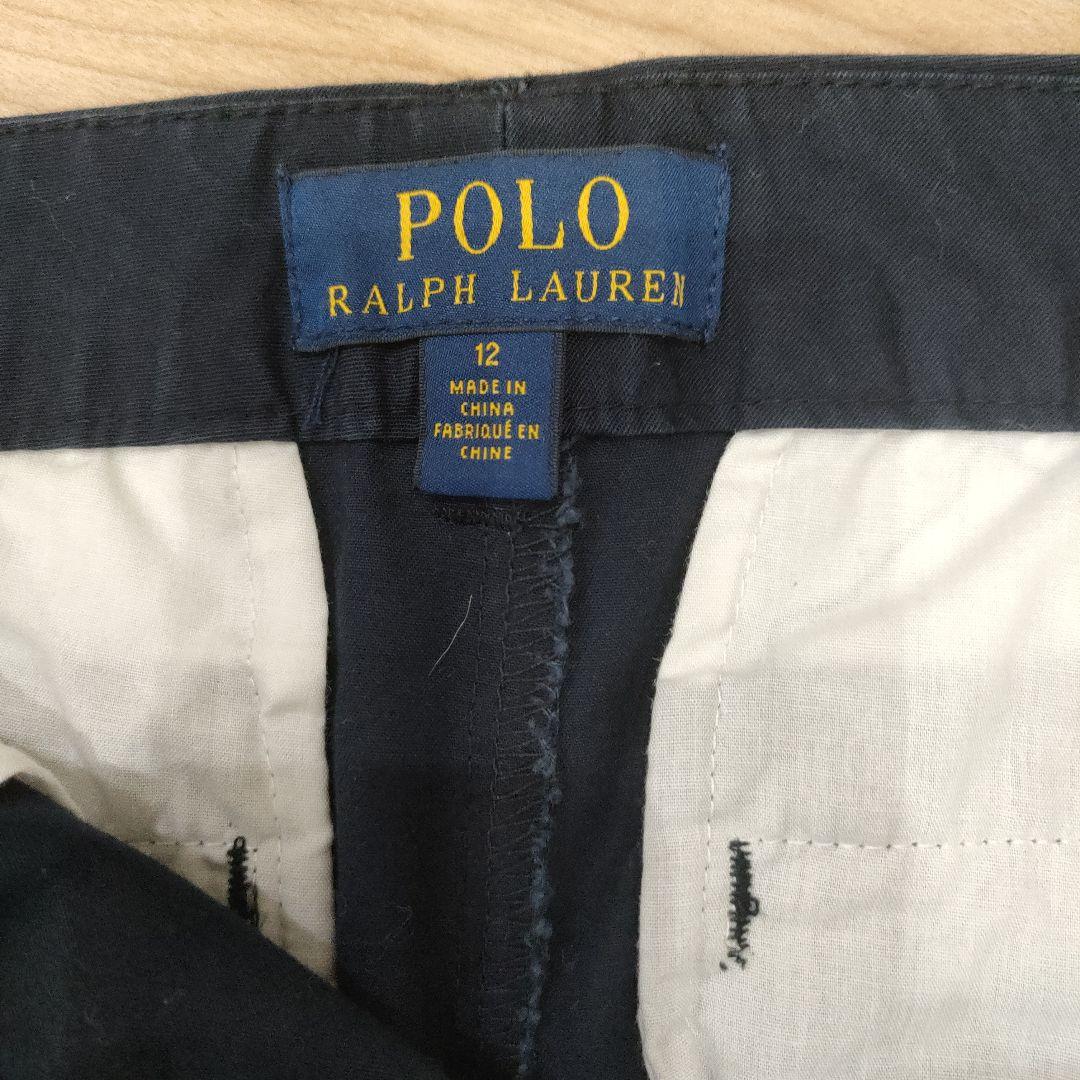 POLO
RALPH LAUREN
12
MADE IN
CHINA
FABRIQUÉ EN
CHINE